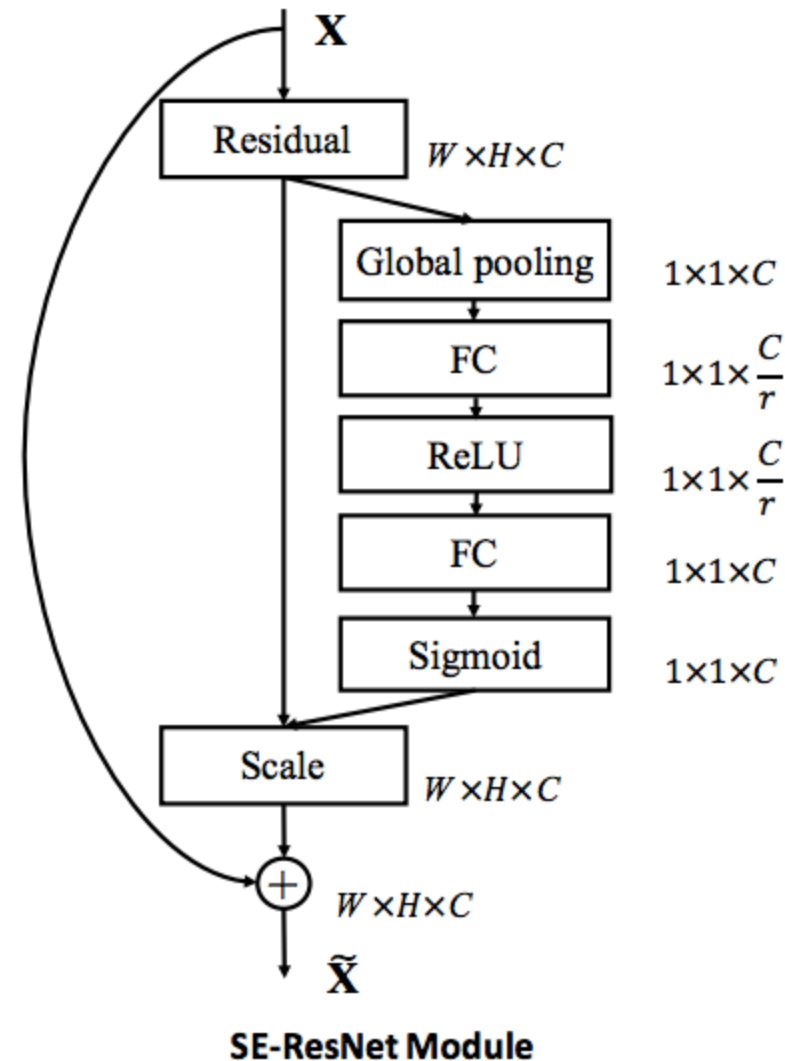 X
Residual
W×H×C
Global pooling
1×1×C
FC
1×1×C/r
ReLU
1×1×C/r
FC
1×1×C
Sigmoid
1×1×C
Scale
W×H×C
+
W×H×C
X̃
SE-ResNet Module